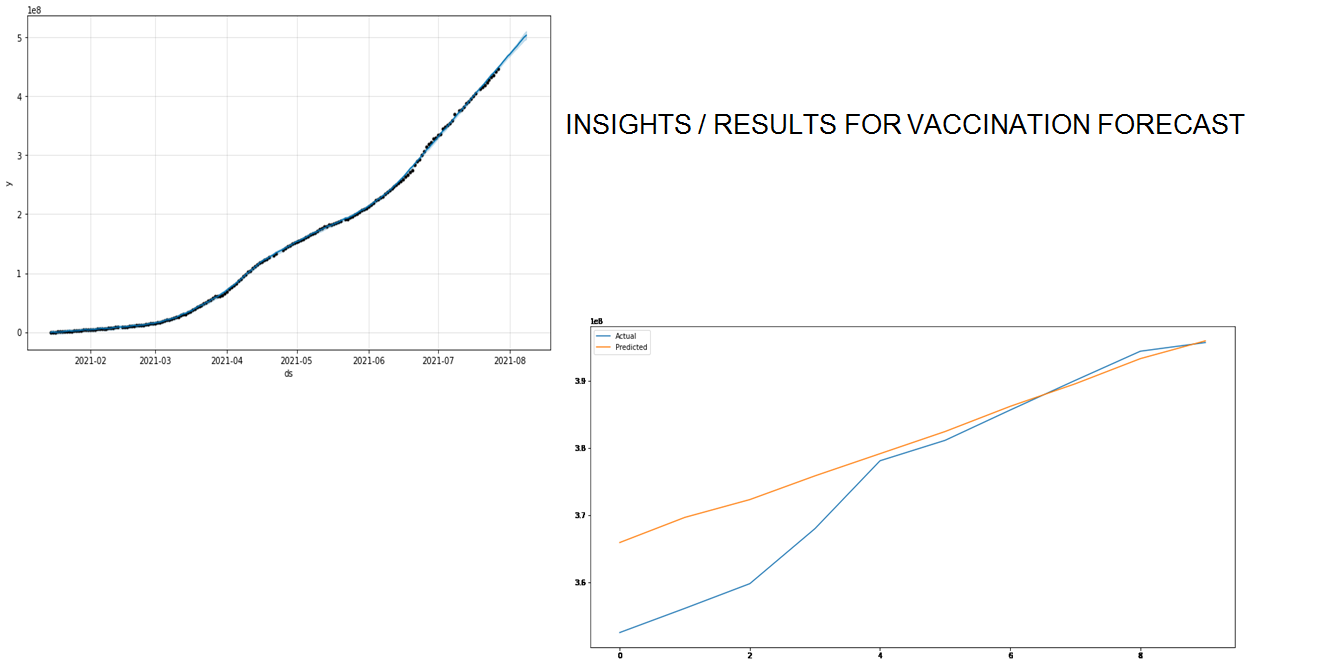 1e8
5
4
3
2
1
0
y
2021-02 2021-03 2021-04 2021-05 2021-06 2021-07 2021-08
ds
INSIGHTS / RESULTS FOR VACCINATION FORECAST
Actual
Predicted
3.9
3.8
3.7
3.6
0 2 4 6 8